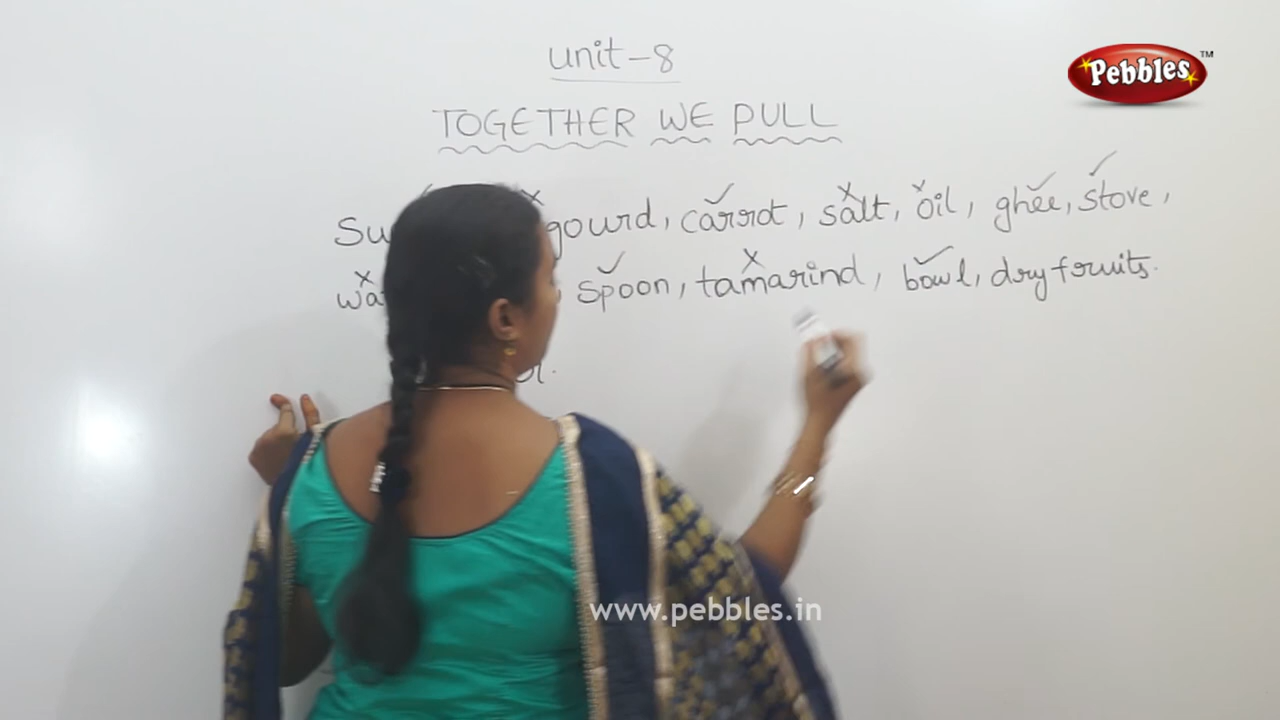 unit-8
Pebbles™
TOGETHER WE PULL
gourd, carrot, salt, oil, ghee, stove,
spoon, tamarind, bowl, dry fruits.
www.pebbles.in